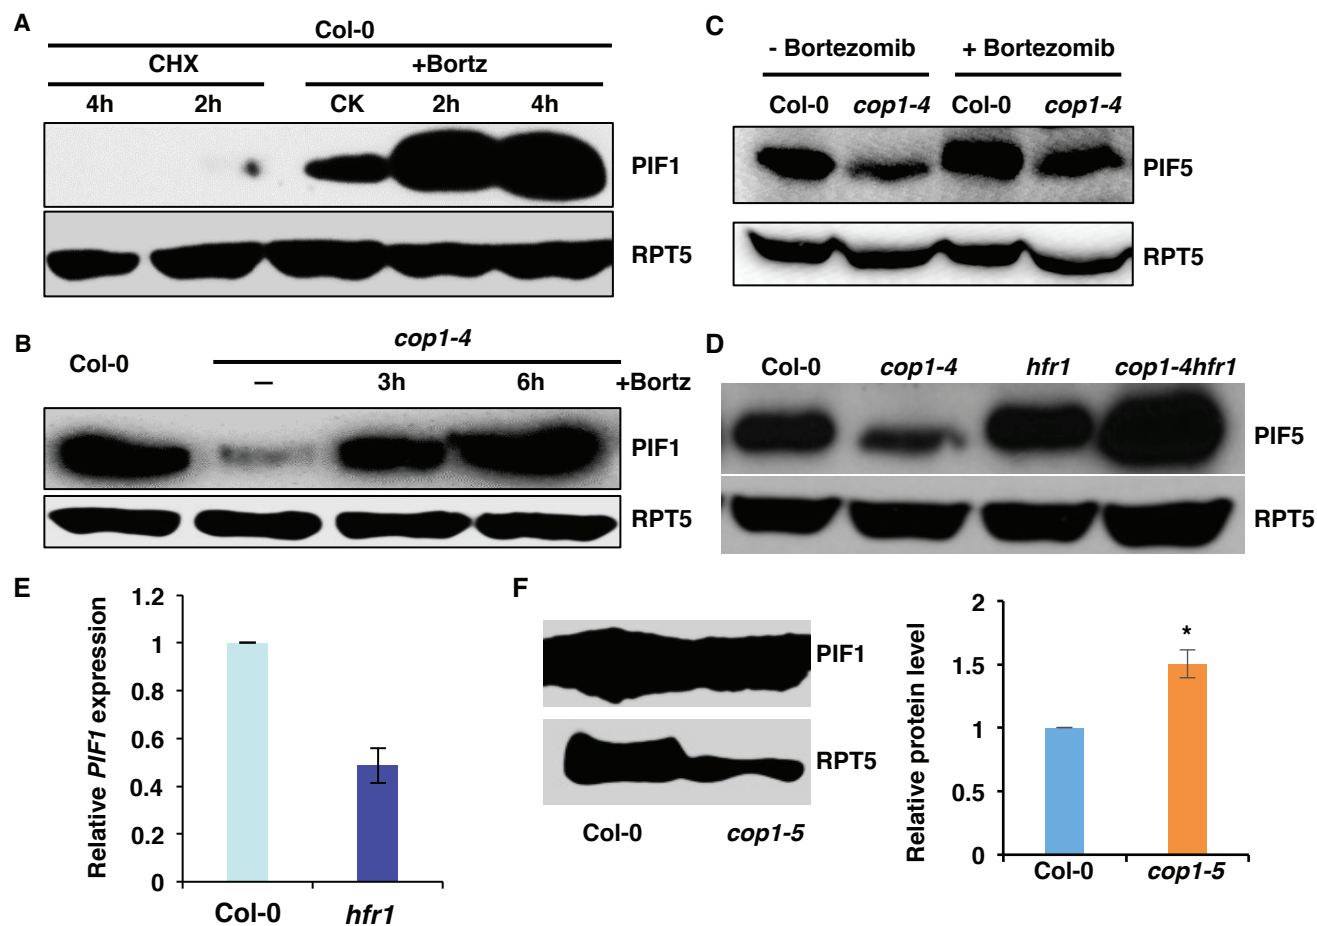 A
Col-0
CHX +Bortz
4h 2h CK 2h 4h
PIF1
RPT5
B
Col-0 cop1-4
– 3h 6h +Bortz
PIF1
RPT5
C
- Bortezomib + Bortezomib
Col-0 cop1-4 Col-0 cop1-4
PIF5
RPT5
D
Col-0 cop1-4 hfr1 cop1-4hfr1
PIF5
RPT5
E
Relative PIF1 expression
1.2
1
0.8
0.6
0.4
0.2
0
Col-0 hfr1
F
PIF1
RPT5
Col-0 cop1-5
Relative protein level
2
1.5
1
0.5
0
*
Col-0 cop1-5